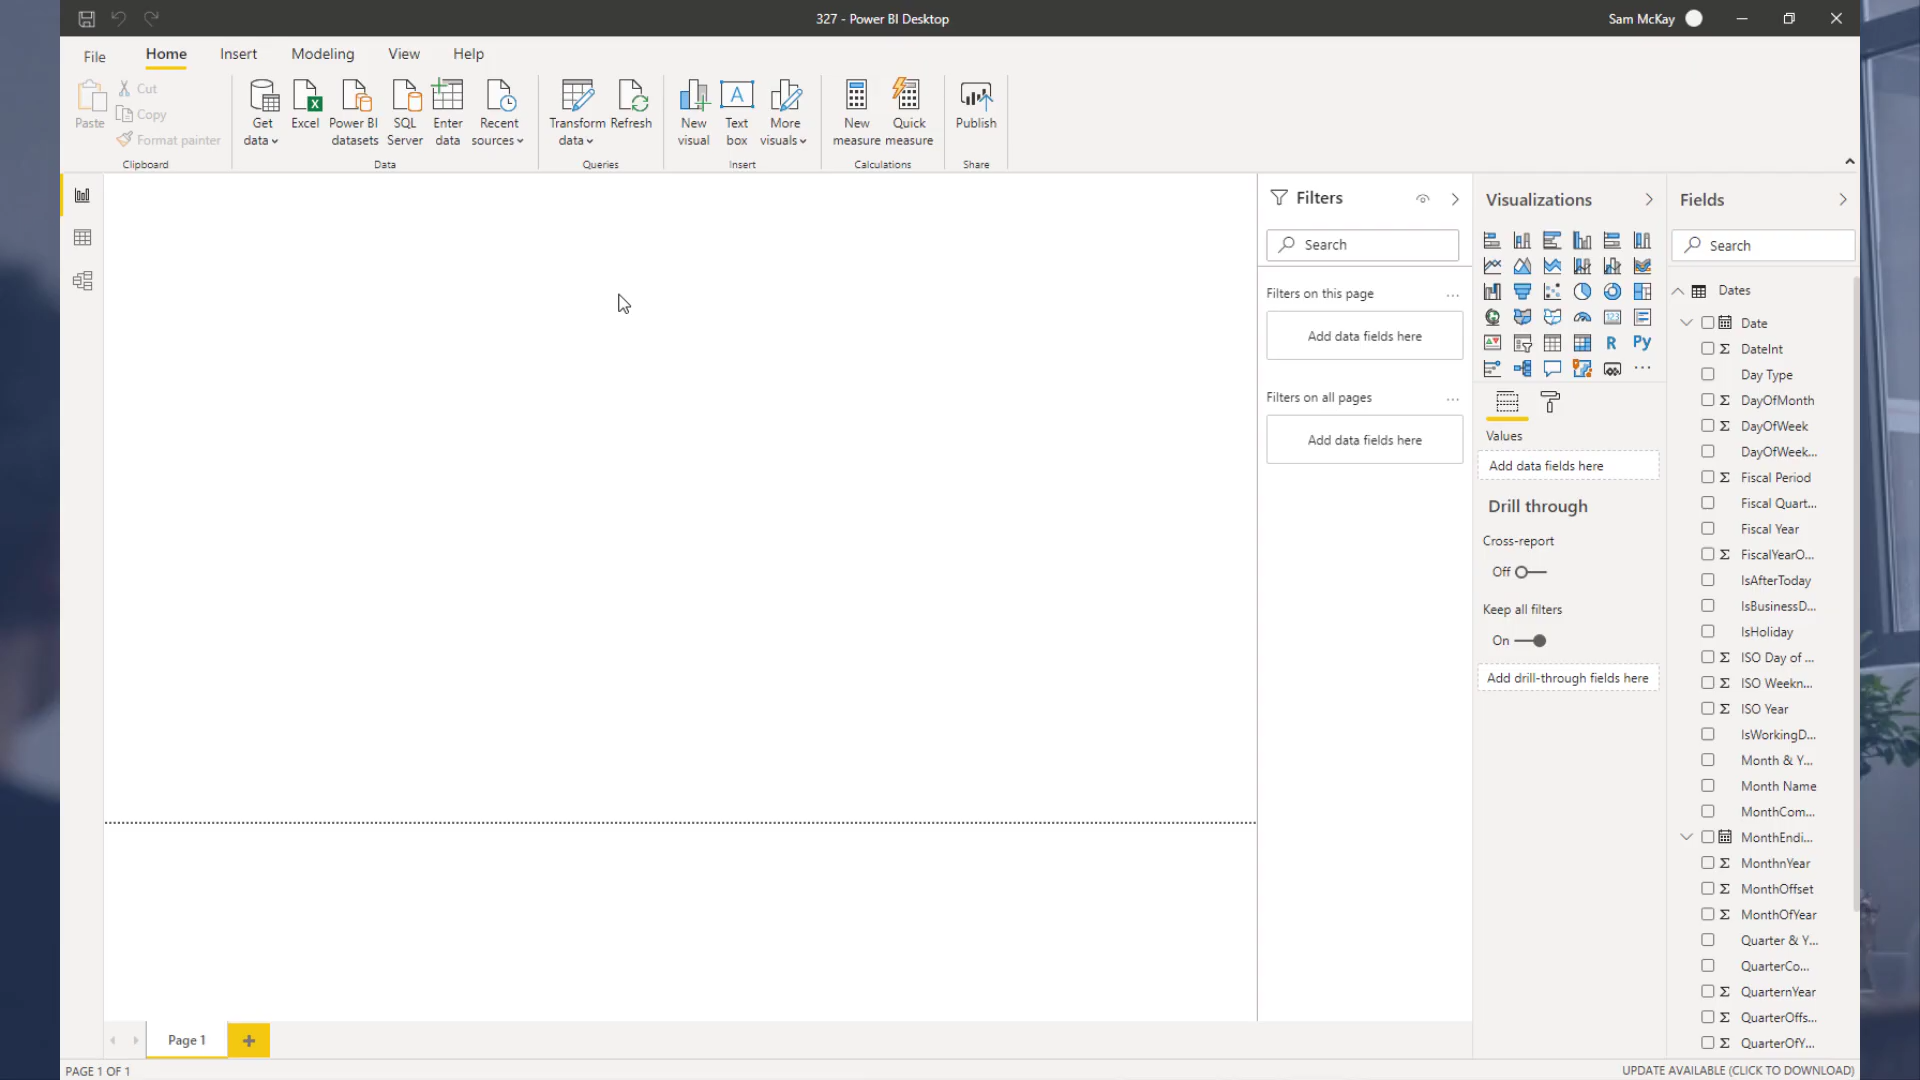 327 - Power BI Desktop
Sam McKay
File
Home
Insert
Modeling
View
Help
Paste
Cut
Copy
Format painter
Clipboard
Get data
Excel
Power BI datasets
SQL Server
Enter data
Recent sources
Data
Transform data
Refresh
Queries
New visual
Text box
More visuals
Insert
New measure
Quick measure
Calculations
Publish
Share
Filters
Search
Filters on this page
...
Add data fields here
Filters on all pages
...
Add data fields here
Visualizations
R
Py
...
Values
Add data fields here
Drill through
Cross-report
Off
Keep all filters
On
Add drill-through fields here
Fields
Search
Dates
Date
Σ DateInt
Day Type
Σ DayOfMonth
Σ DayOfWeek
DayOfWeek...
Σ Fiscal Period
Fiscal Quart...
Fiscal Year
Σ FiscalYearO...
IsAfterToday
IsBusinessD...
IsHoliday
Σ ISO Day of ...
Σ ISO Weekn...
Σ ISO Year
IsWorkingD...
Month & Y...
Month Name
MonthCom...
MonthEndi...
Σ MonthnYear
Σ MonthOffset
Σ MonthOfYear
Quarter & Y...
QuarterCo...
Σ QuarternYear
Σ QuarterOffs...
Σ QuarterOfY...
Page 1
PAGE 1 OF 1
UPDATE AVAILABLE (CLICK TO DOWNLOAD)